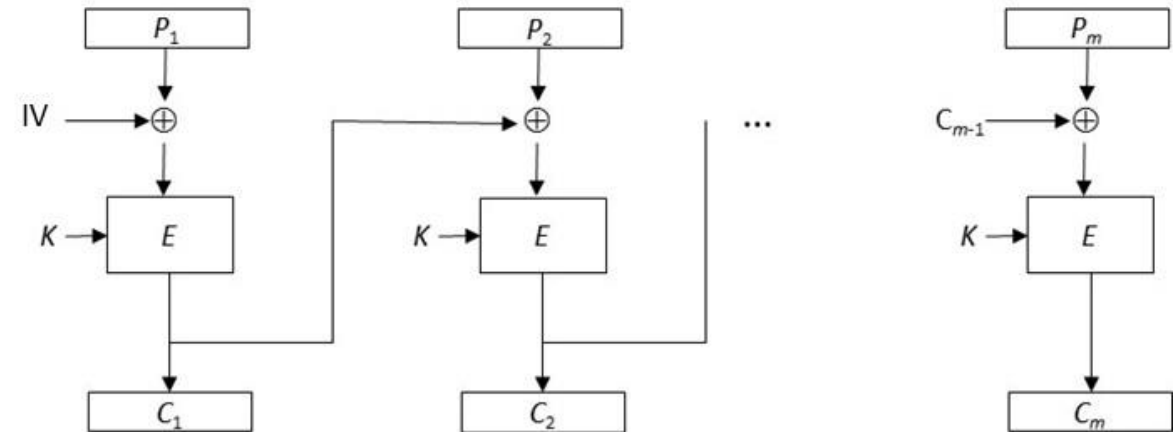 P₁ P₂ Pₘ
IV ... Cₘ₋₁
K E K E K E
C₁ C₂ Cₘ